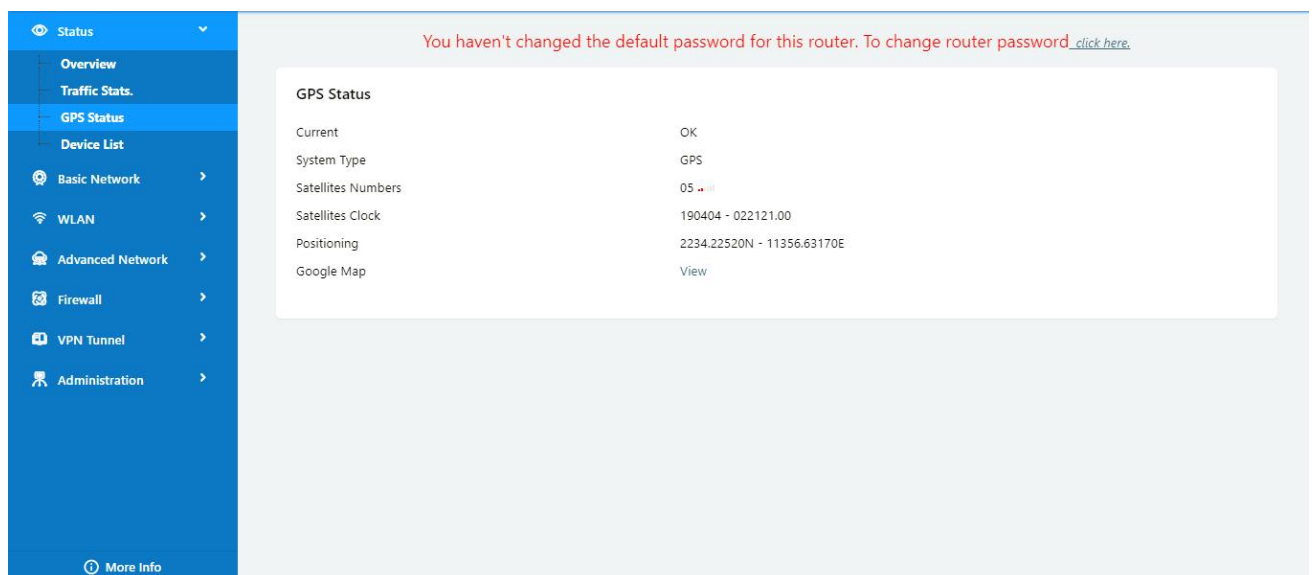 Status
Overview
Traffic Stats.
GPS Status
Device List
Basic Network
WLAN
Advanced Network
Firewall
VPN Tunnel
Administration
More Info
You haven't changed the default password for this router. To change router password click here.
GPS Status
Current OK
System Type GPS
Satellites Numbers 05
Satellites Clock 190404 - 022121.00
Positioning 2234.22520N - 11356.63170E
Google Map View